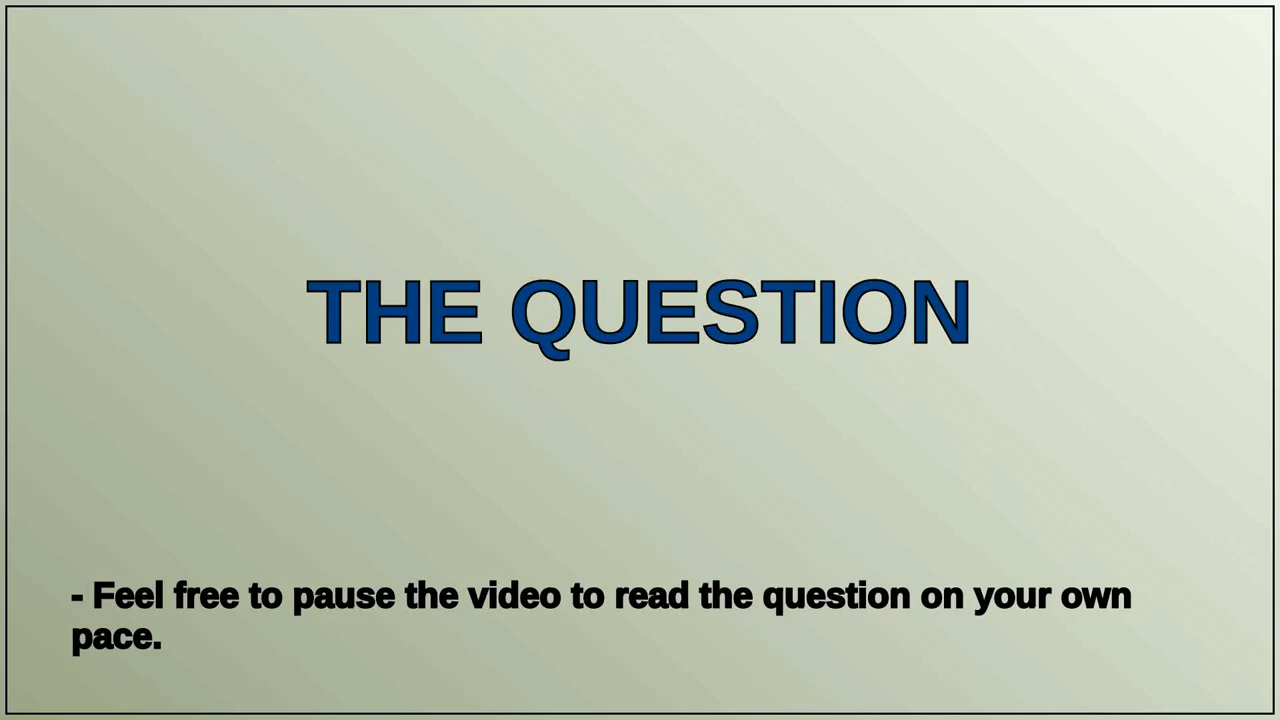 THE QUESTION
- Feel free to pause the video to read the question on your own
pace.